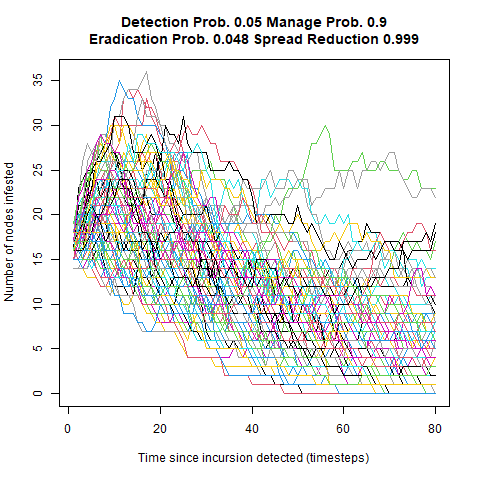 Detection Prob. 0.05 Manage Prob. 0.9
Eradication Prob. 0.048 Spread Reduction 0.999
Number of nodes infested
35
30
25
20
15
10
5
0
0 20 40 60 80
Time since incursion detected (timesteps)